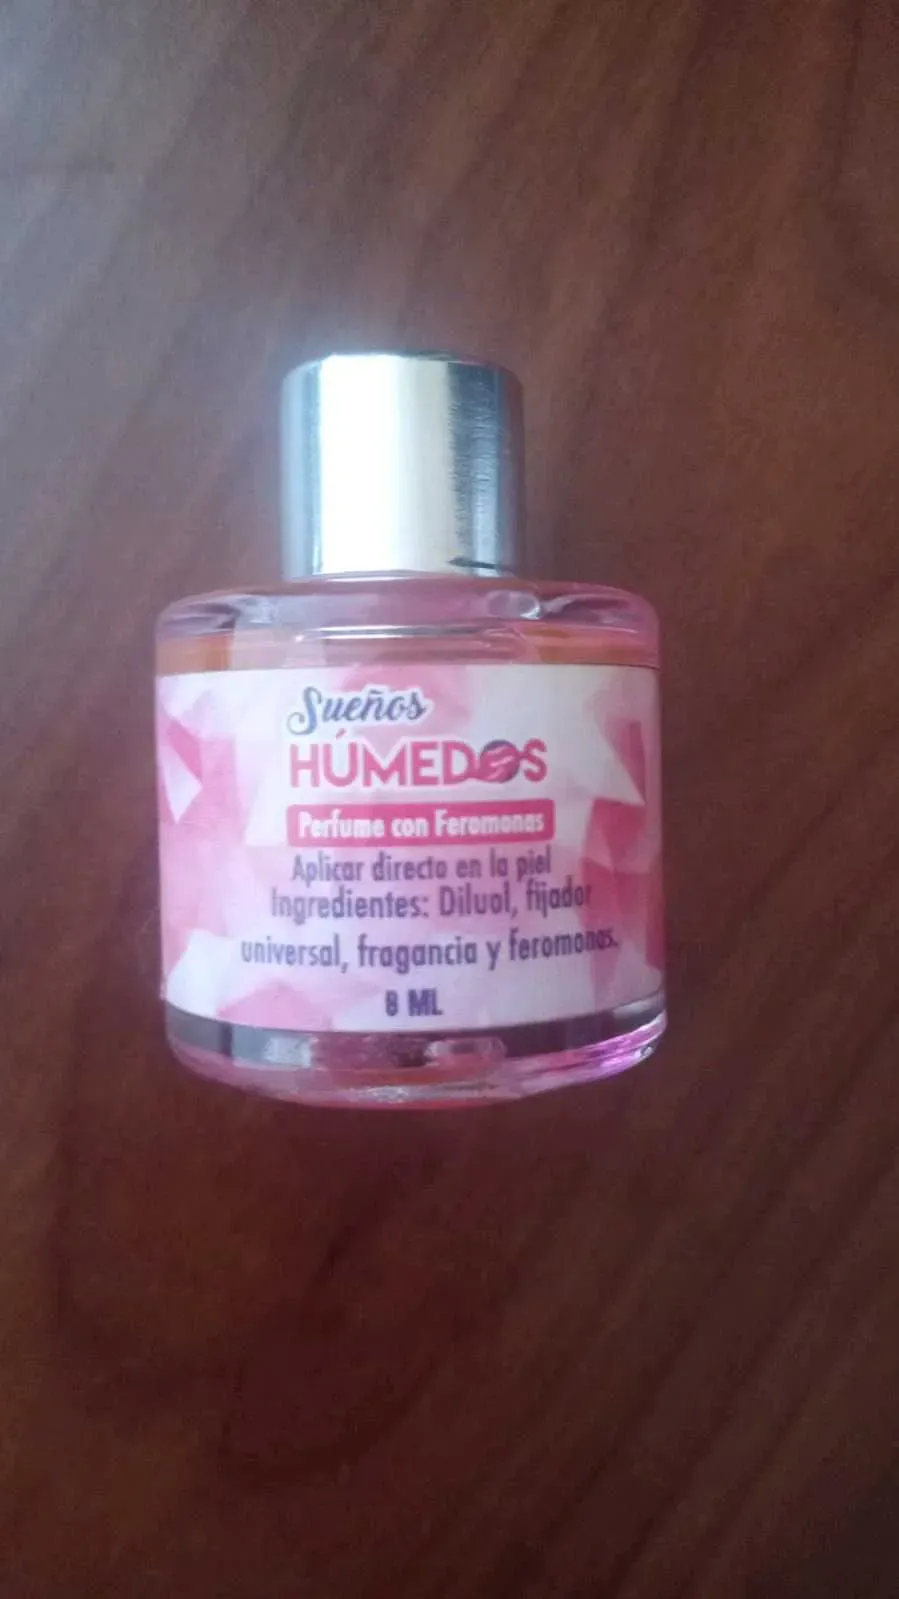 Sueños
HÚMEDOS
Perfume con Feromonas
Aplicar directo en la piel
Ingredientes: Diluol, fijador
universal, fragancia y feromonas.
8 ML